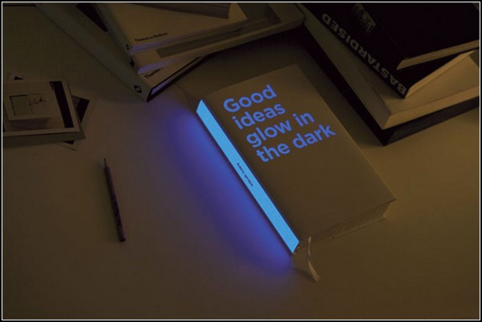 Good
ideas
glow in
the dark
BASTARDISED